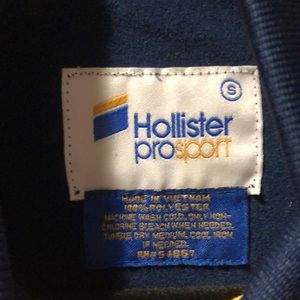 S
Hollister
prosport
MADE IN VIETNAM
100% POLYESTER
MACHINE WASH COLD. ONLY NON-
CHLORINE BLEACH WHEN NEEDED.
TUMBLE DRY MEDIUM. COOL IRON
IF NEEDED.